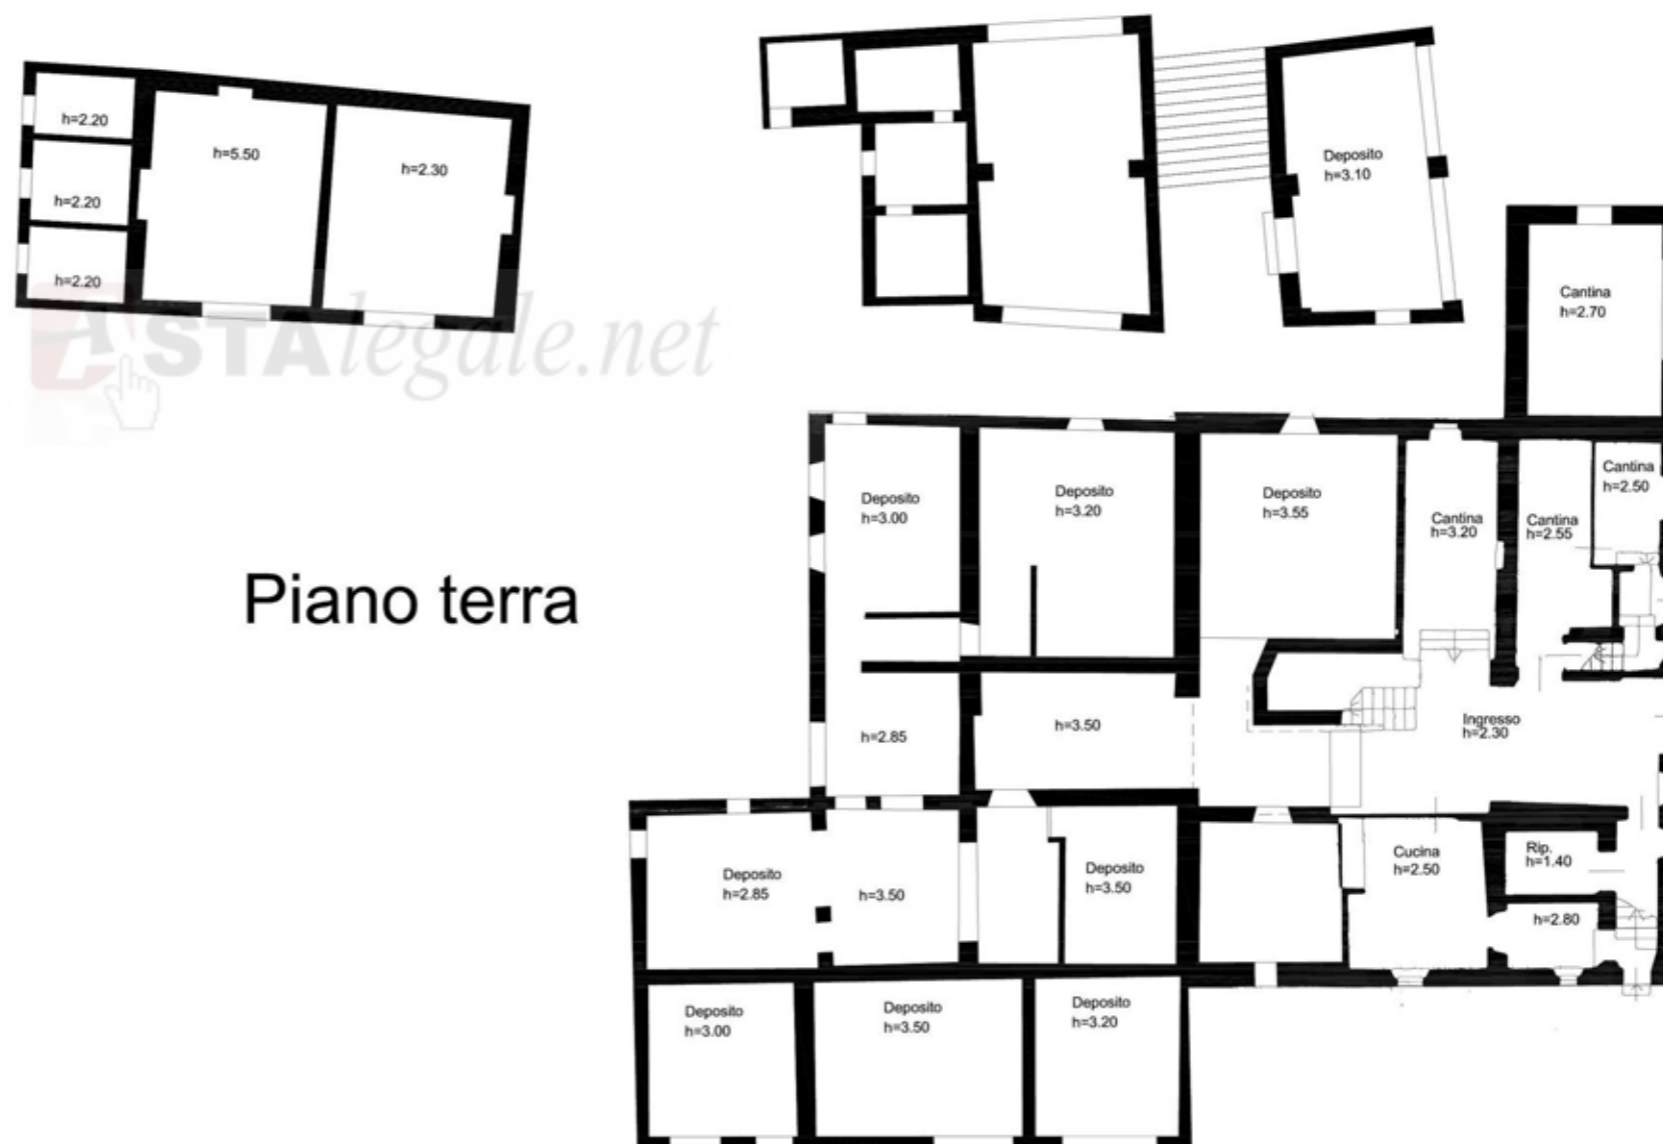 h=2.20
h=5.50
h=2.30
h=2.20
h=2.20
ASTAlegale.net
Deposito
h=3.10
Cantina
h=2.70
Piano terra
Deposito
h=3.00
Deposito
h=3.20
Deposito
h=3.55
Cantina
h=3.20
Cantina
h=2.55
Cantina
h=2.50
h=2.85
h=3.50
Ingresso
h=2.30
Deposito
h=2.85
h=3.50
Deposito
h=3.50
Cucina
h=2.50
Rip.
h=1.40
h=2.80
Deposito
h=3.00
Deposito
h=3.50
Deposito
h=3.20